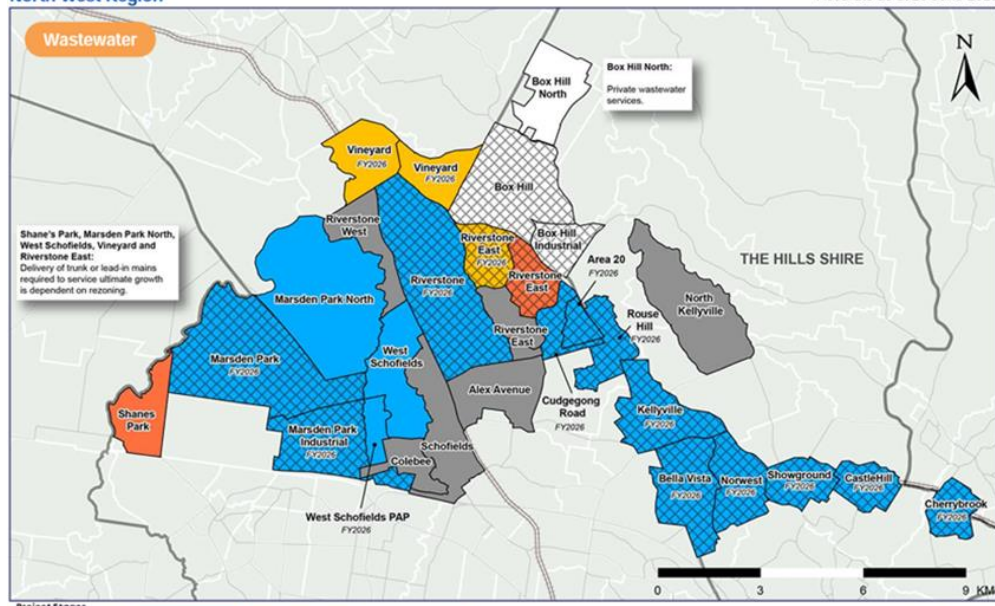 North West Region
Wastewater
N
Box Hill
North
Box Hill North:
Private wastewater
services.
Vineyard
FY2026
Vineyard
FY2026
Box Hill
Riverstone
West
Shane's Park, Marsden Park North,
West Schofields, Vineyard and
Riverstone East:
Delivery of trunk or lead-in mains
required to service ultimate growth
is dependent on rezoning.
Riverstone
East
FY2026
Box Hill
Industrial
Area 20
FY2026
THE HILLS SHIRE
Riverstone
East
Riverstone
FY2026
Marsden Park North
North
Kellyville
Rouse
Hill
FY2026
Riverstone
East
West
Schofields
Marsden Park
FY2026
Alex Avenue
Cudgegong
Road
FY2026
Shanes
Park
Kellyville
FY2026
Marsden Park
Industrial
FY2026
Schofields
Colebee
Bella Vista
FY2026
Norwest
FY2026
Showground
FY2026
CastleHill
FY2026
Cherrybrook
FY2026
West Schofields PAP
FY2026
0 3 6 9 KM
Project Stages